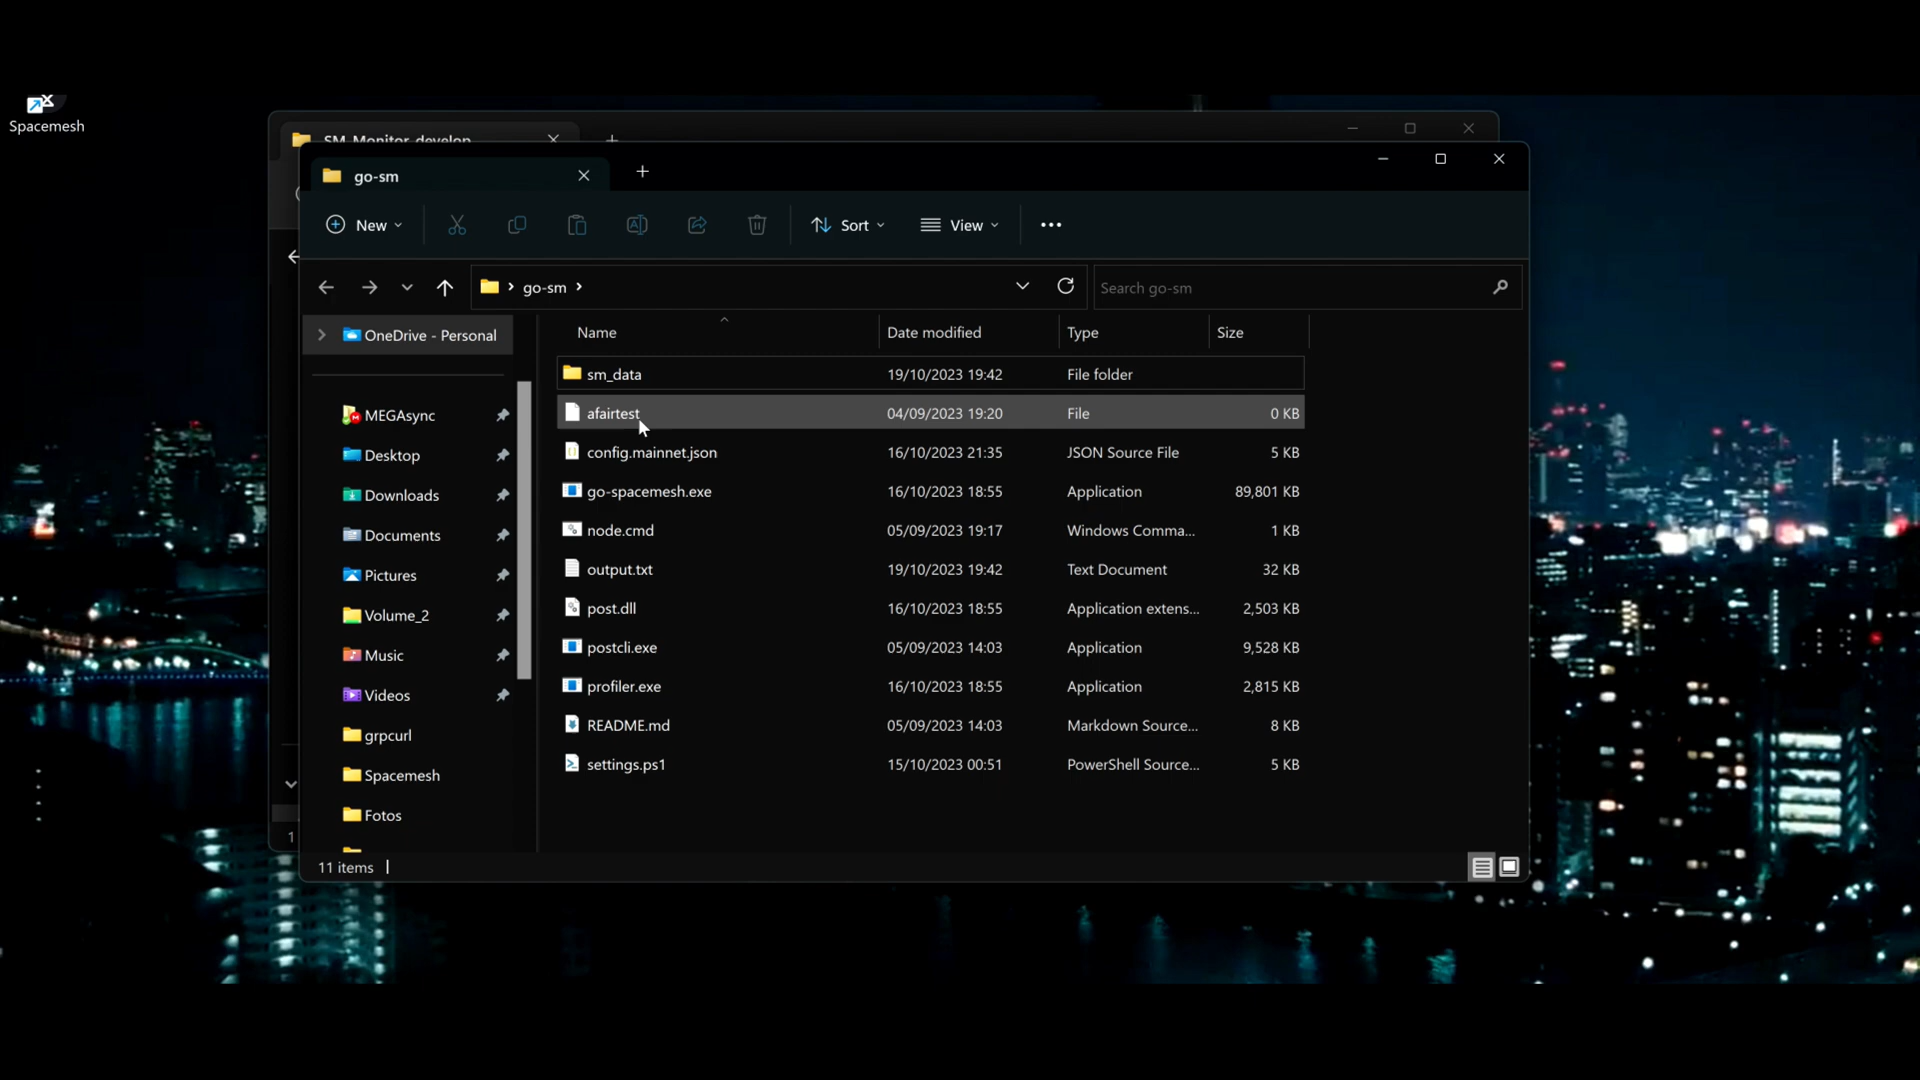 Spacemesh
SM_Monitor_develop
go-sm
New
Sort
View
go-sm
Search go-sm
OneDrive - Personal
Name Date modified Type Size
sm_data 19/10/2023 19:42 File folder
afairtest 04/09/2023 19:20 File 0 KB
config.mainnet.json 16/10/2023 21:35 JSON Source File 5 KB
go-spacemesh.exe 16/10/2023 18:55 Application 89,801 KB
node.cmd 05/09/2023 19:17 Windows Comma... 1 KB
output.txt 19/10/2023 19:42 Text Document 32 KB
post.dll 16/10/2023 18:55 Application extens... 2,503 KB
postcli.exe 05/09/2023 14:03 Application 9,528 KB
profiler.exe 16/10/2023 18:55 Application 2,815 KB
README.md 05/09/2023 14:03 Markdown Source... 8 KB
settings.ps1 15/10/2023 00:51 PowerShell Source... 5 KB
MEGAsync
Desktop
Downloads
Documents
Pictures
Volume_2
Music
Videos
grpcurl
Spacemesh
Fotos
1
11 items